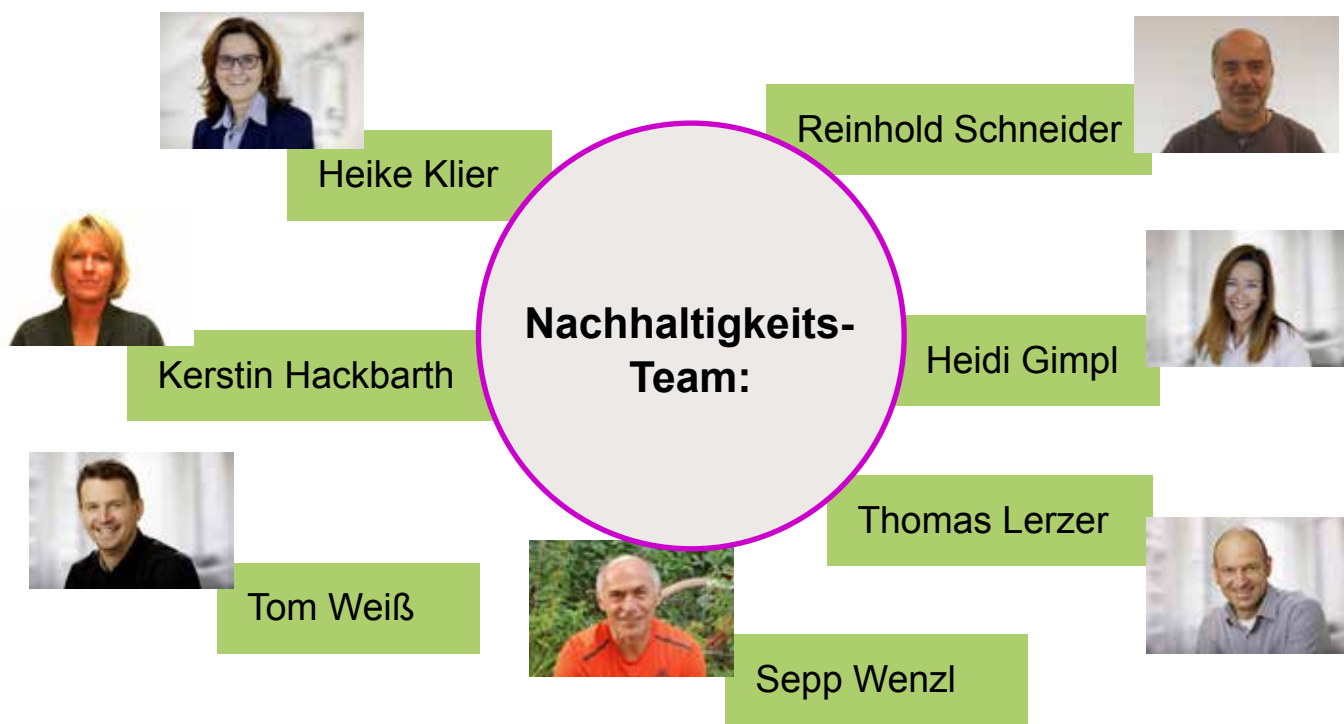 Heike Klier
Reinhold Schneider
Nachhaltigkeits-
Team:
Kerstin Hackbarth
Heidi Gimpl
Thomas Lerzer
Tom Weiß
Sepp Wenzl